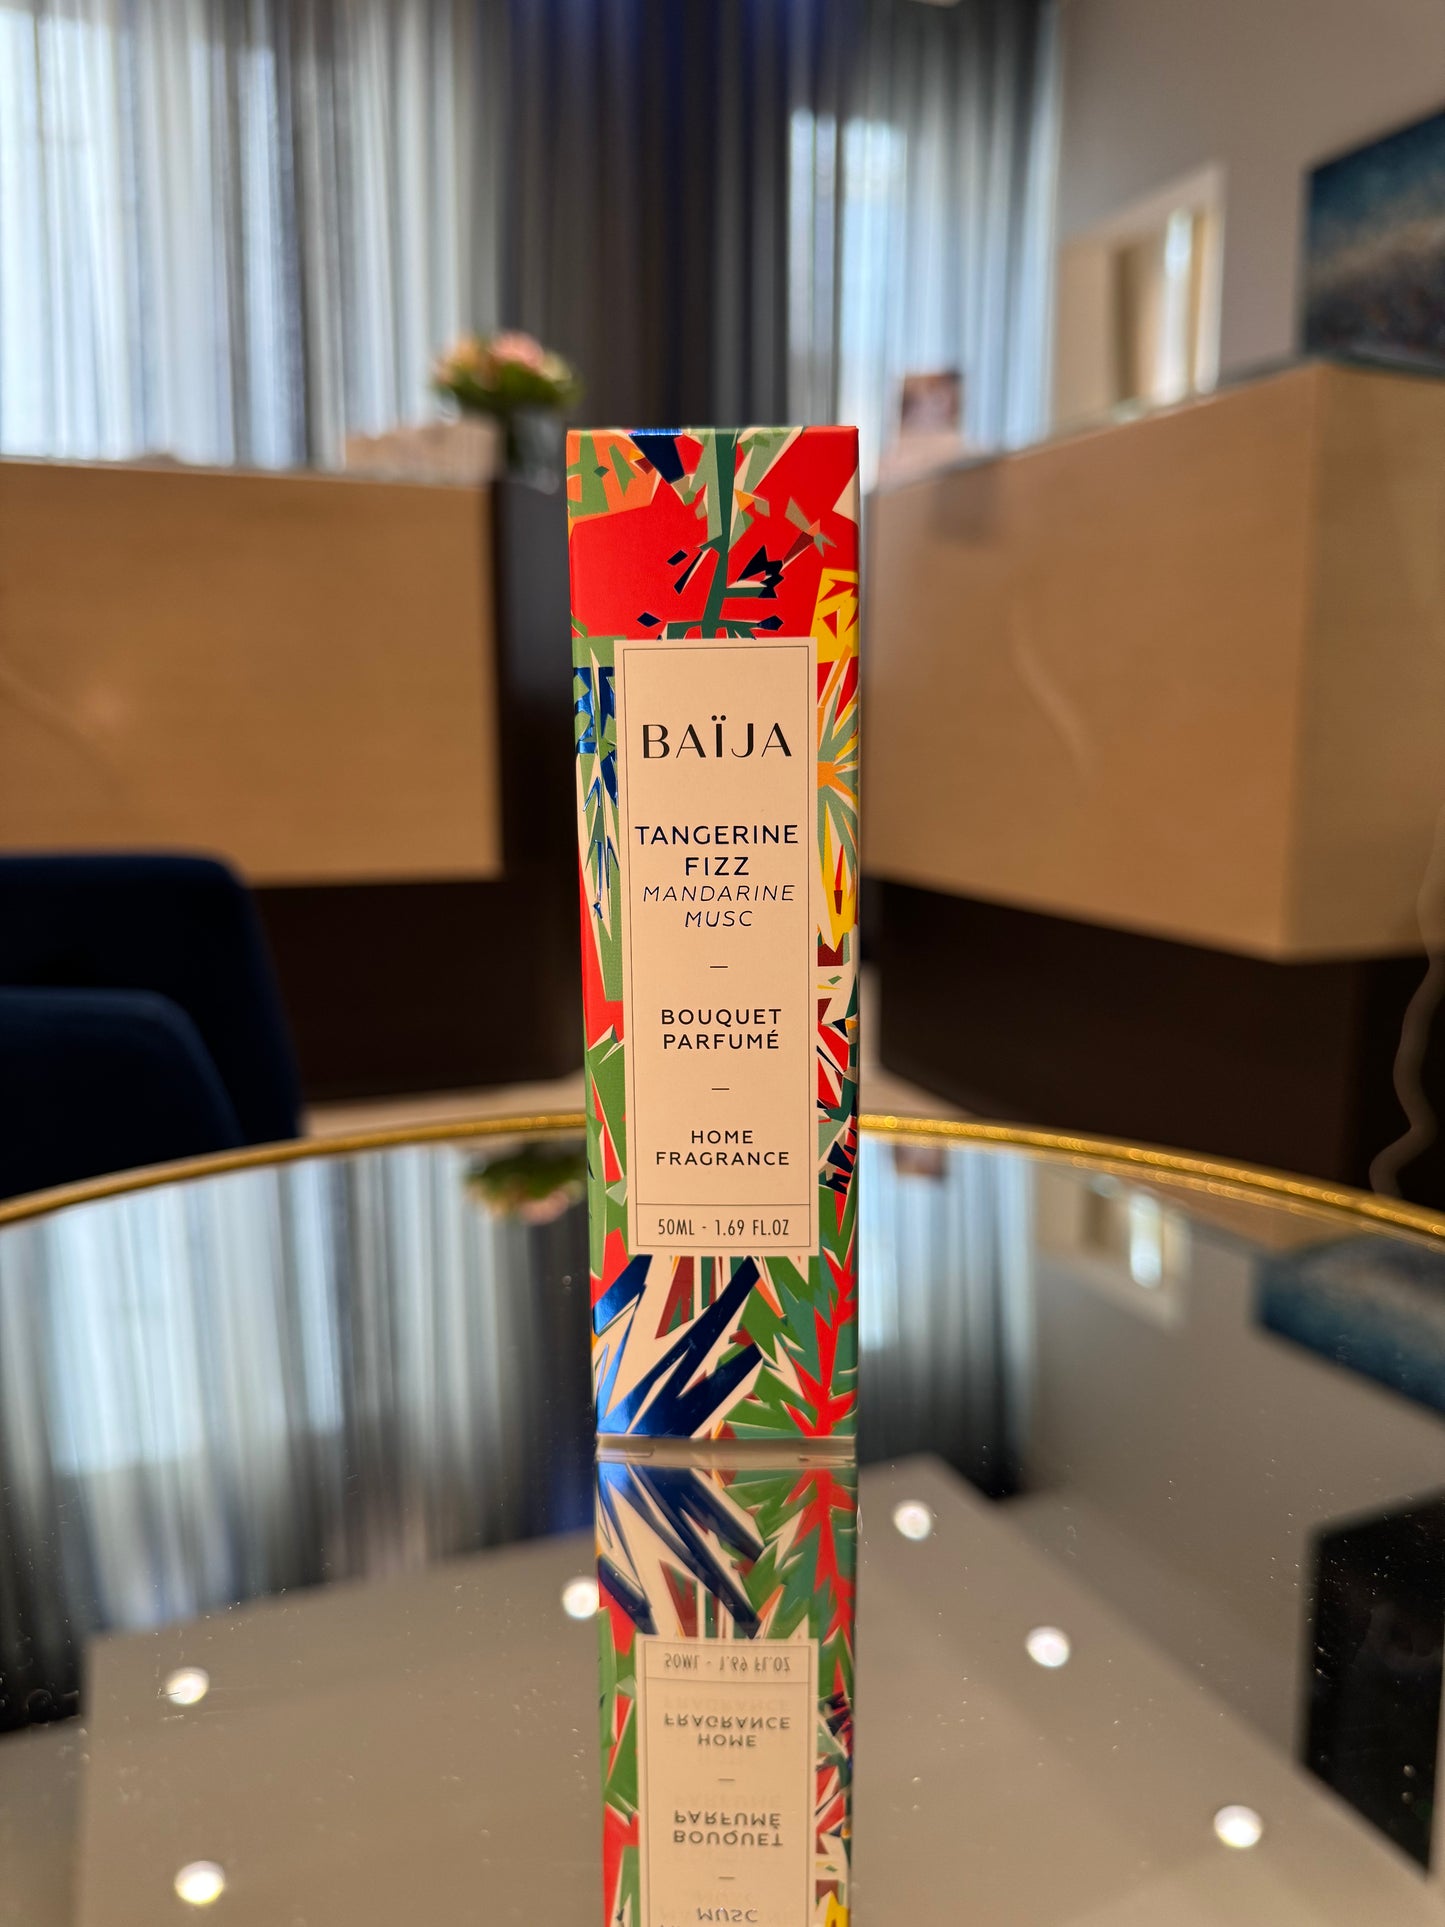 BAÏJA
TANGERINE
FIZZ
MANDARINE
MUSC
BOUQUET
PARFUMÉ
HOME
FRAGRANCE
50ML - 1.69 FL.OZ